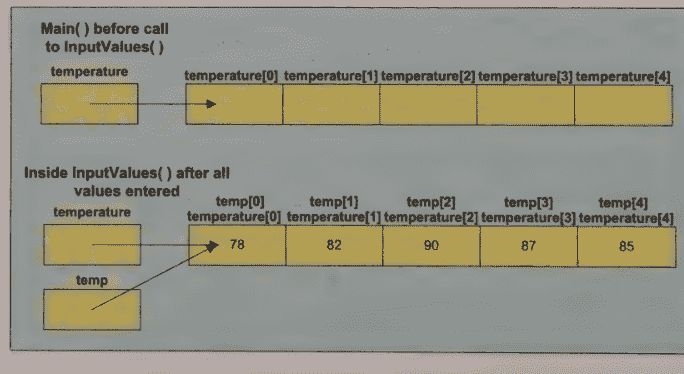 Main( ) before call
to InputValues( )
temperature
temperature[0] temperature[1] temperature[2] temperature[3] temperature[4]
Inside InputValues( ) after all
values entered
temperature
temp[0] temp[1] temp[2] temp[3] temp[4]
temperature[0] temperature[1] temperature[2] temperature[3] temperature[4]
78 82 90 87 85
temp